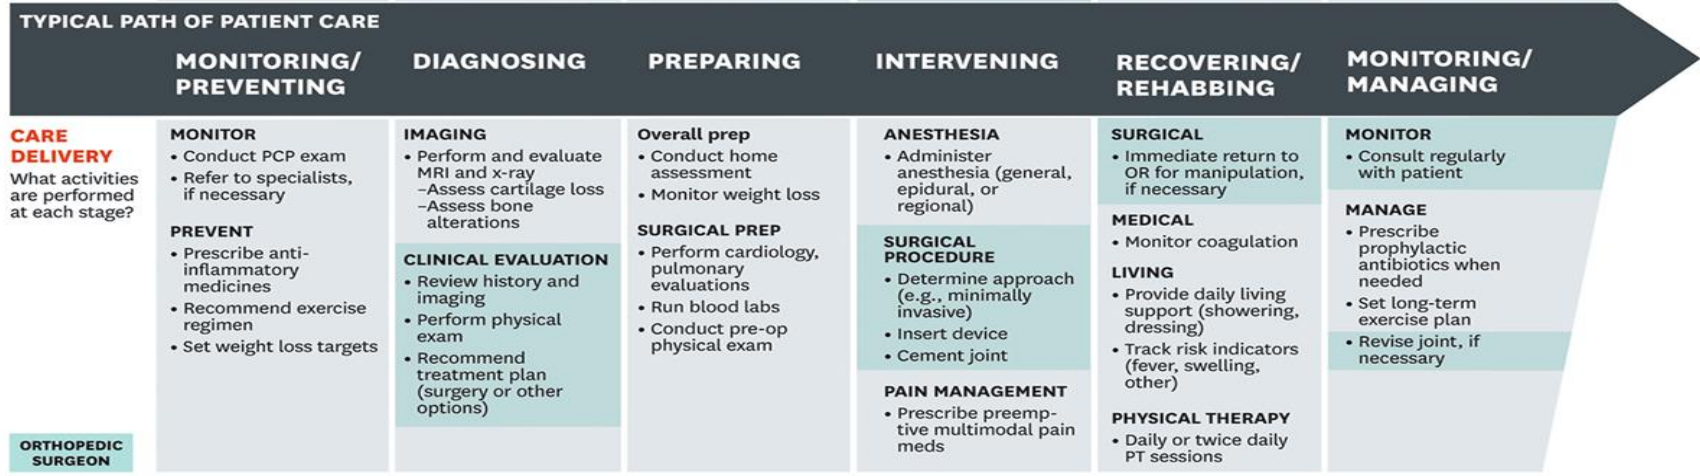 TYPICAL PATH OF PATIENT CARE
MONITORING/
PREVENTING
DIAGNOSING
PREPARING
INTERVENING
RECOVERING/
REHABBING
MONITORING/
MANAGING
CARE
DELIVERY
What activities
are performed
at each stage?
MONITOR
• Conduct PCP exam
• Refer to specialists,
if necessary
PREVENT
• Prescribe anti-
inflammatory
medicines
• Recommend exercise
regimen
• Set weight loss targets
IMAGING
• Perform and evaluate
MRI and x-ray
–Assess cartilage loss
–Assess bone
alterations
CLINICAL EVALUATION
• Review history and
imaging
• Perform physical
exam
• Recommend
treatment plan
(surgery or other
options)
Overall prep
• Conduct home
assessment
• Monitor weight loss
SURGICAL PREP
• Perform cardiology,
pulmonary
evaluations
• Run blood labs
• Conduct pre-op
physical exam
ANESTHESIA
• Administer
anesthesia (general,
epidural, or
regional)
SURGICAL
PROCEDURE
• Determine approach
(e.g., minimally
invasive)
• Insert device
• Cement joint
PAIN MANAGEMENT
• Prescribe preemp-
tive multimodal pain
meds
SURGICAL
• Immediate return to
OR for manipulation,
if necessary
MEDICAL
• Monitor coagulation
LIVING
• Provide daily living
support (showering,
dressing)
• Track risk indicators
(fever, swelling,
other)
PHYSICAL THERAPY
• Daily or twice daily
PT sessions
MONITOR
• Consult regularly
with patient
MANAGE
• Prescribe
prophylactic
antibiotics when
needed
• Set long-term
exercise plan
• Revise joint, if
necessary
ORTHOPEDIC
SURGEON